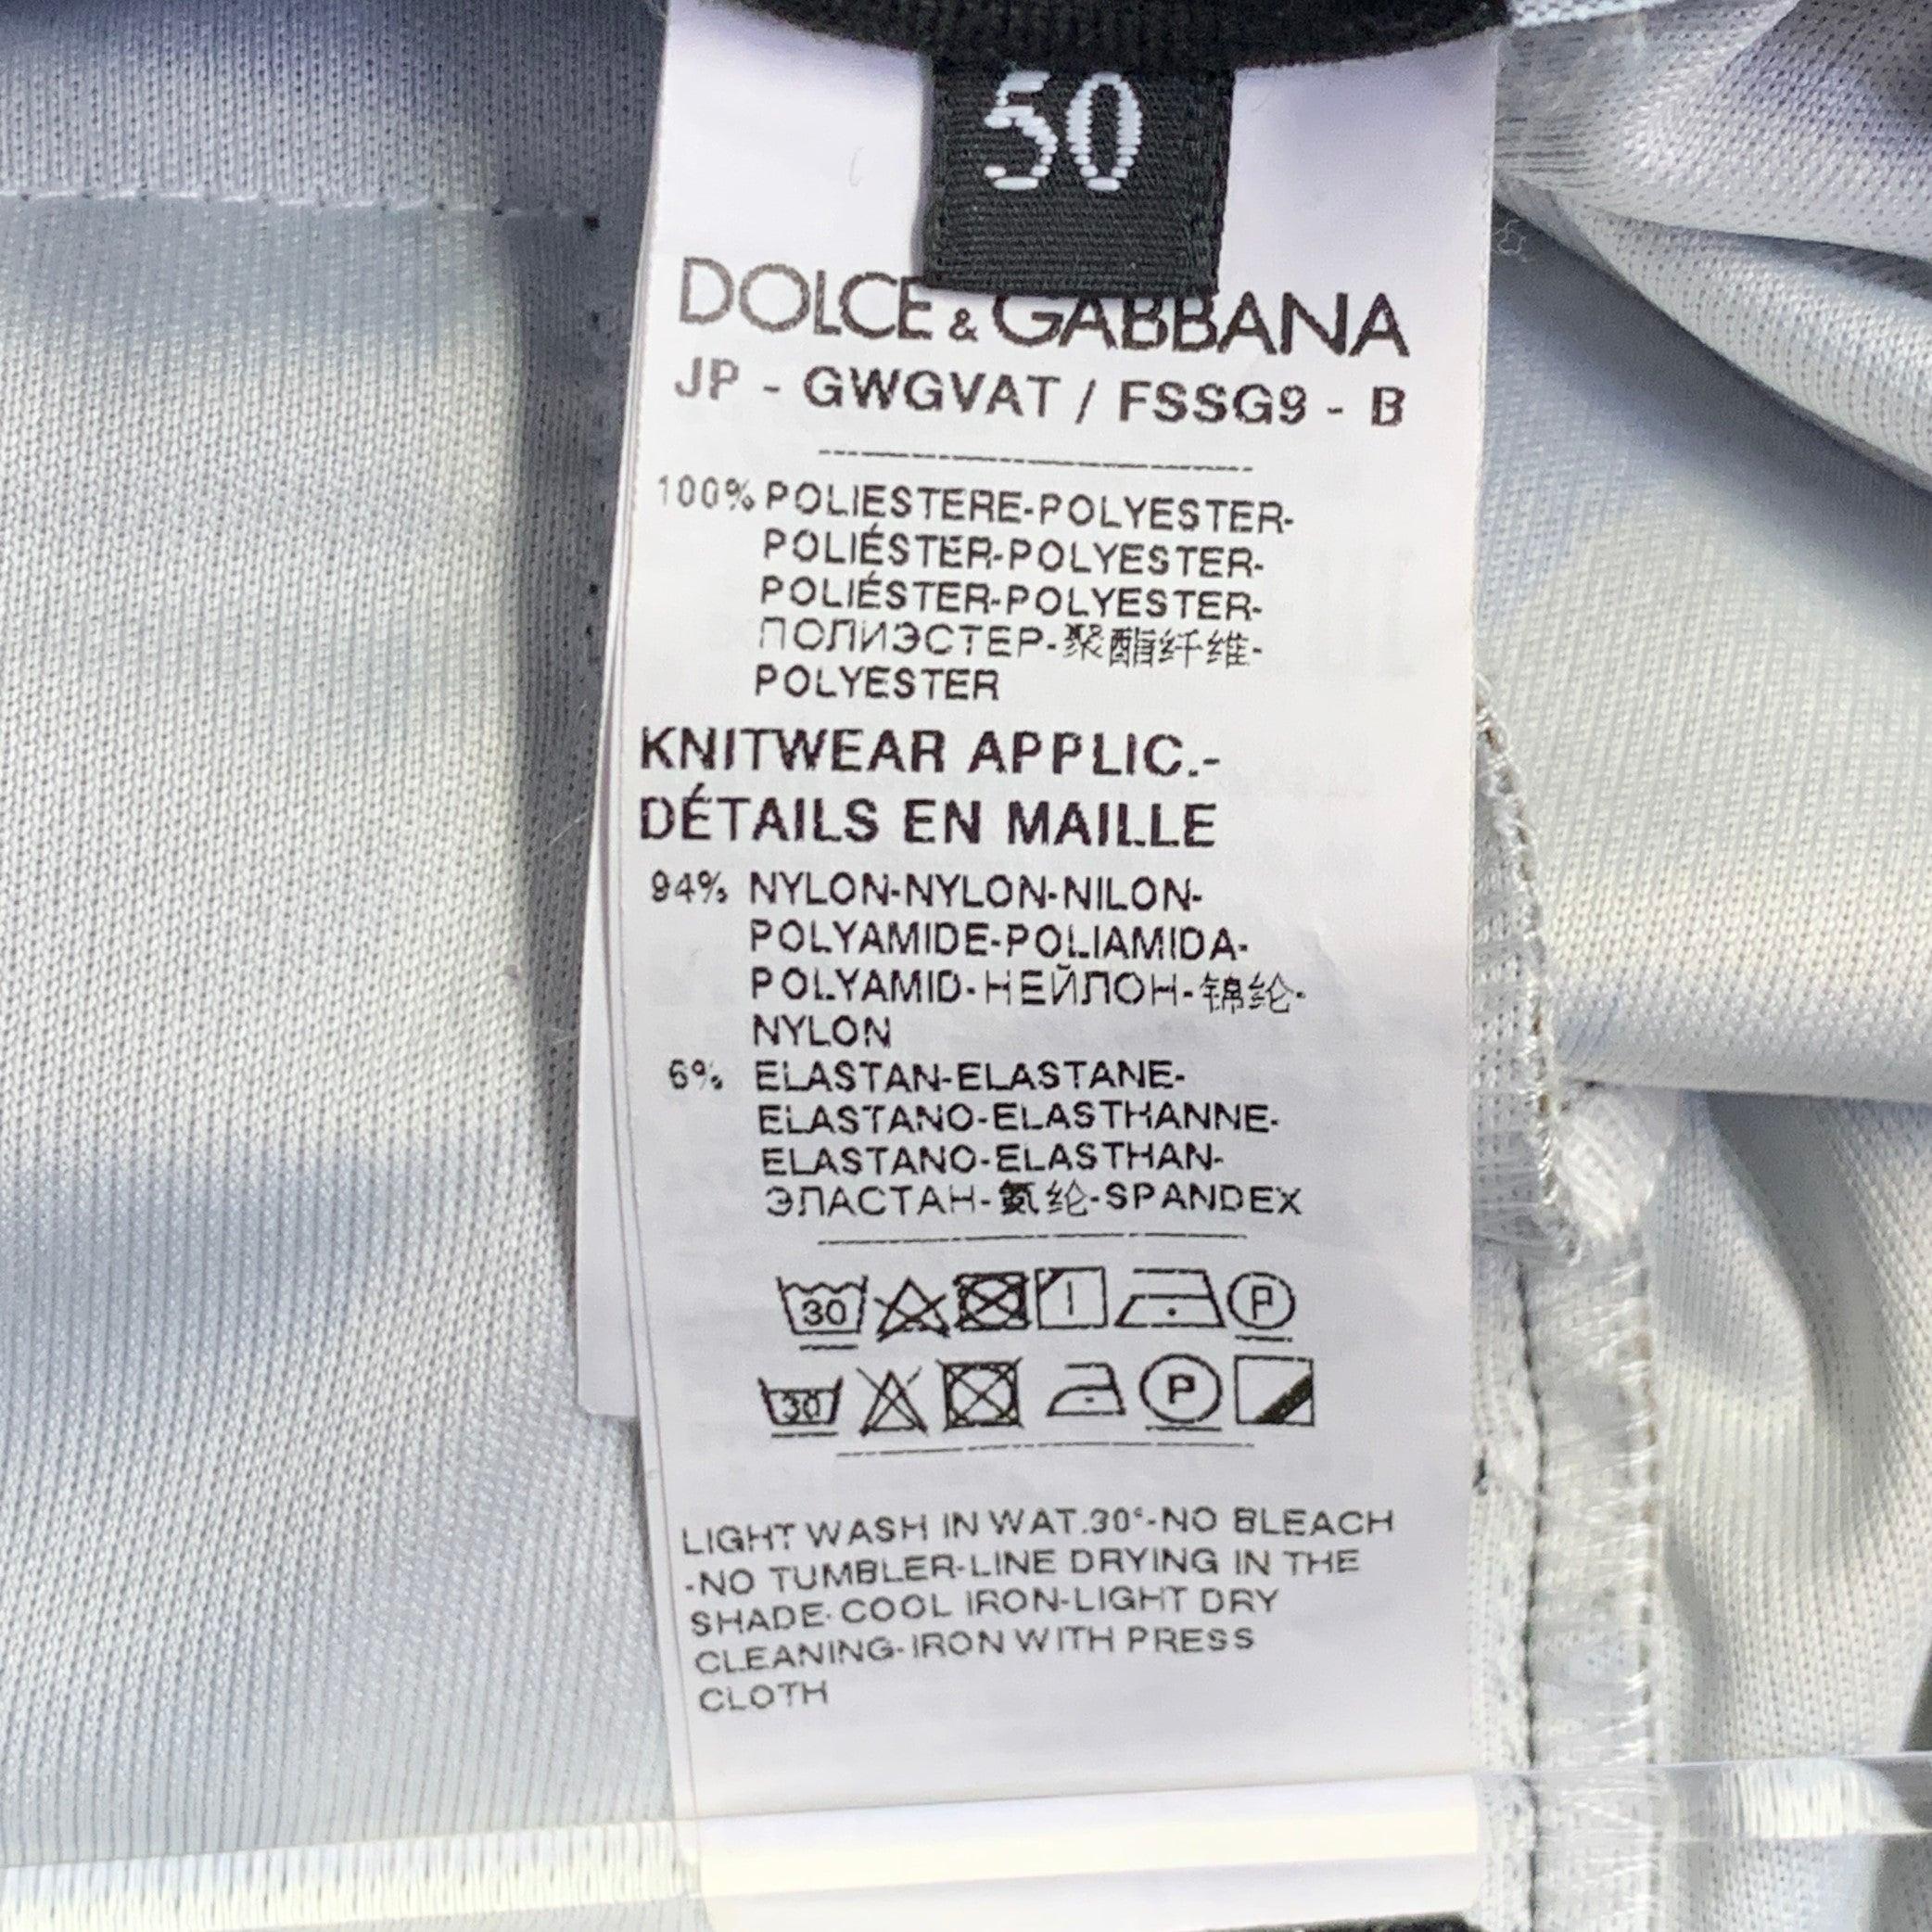 50
DOLCE & GABBANA
JP - GWGVAT / FSSG9 - B
100% POLIESTERE-POLYESTER-
POLIÉSTER-POLYESTER-
POLIÉSTER-POLYESTER-
ПОЛИЭСТЕР-聚酯纤维-
POLYESTER
KNITWEAR APPLIC.-
DÉTAILS EN MAILLE
94% NYLON-NYLON-NILON-
POLYAMIDE-POLIAMIDA-
POLYAMID-НЕЙЛОН-锦纶-
NYLON
6% ELASTAN-ELASTANE-
ELASTANO-ELASTHANNE-
ELASTANO-ELASTHAN-
ЭЛАСТАН-氨纶-SPANDEX
30 P
30 P
LIGHT WASH IN WAT.30°-NO BLEACH
-NO TUMBLER-LINE DRYING IN THE
SHADE-COOL IRON-LIGHT DRY
CLEANING-IRON WITH PRESS
CLOTH